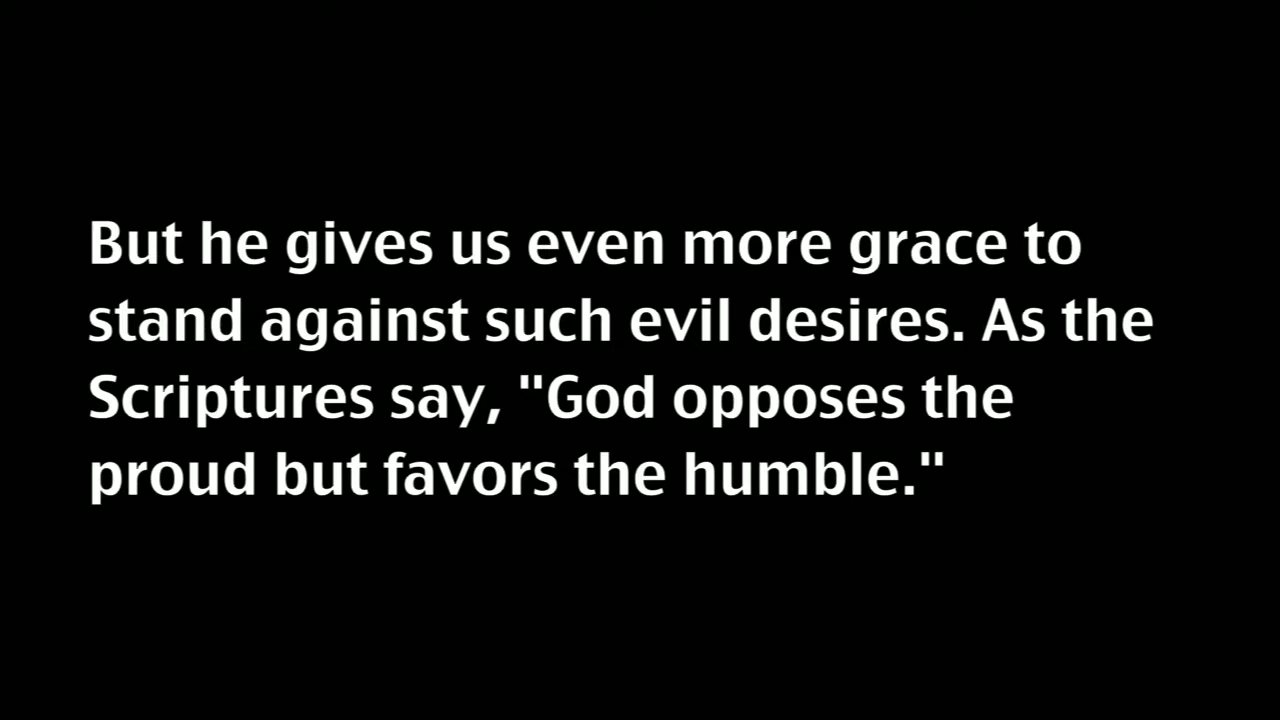 But he gives us even more grace to
stand against such evil desires. As the
Scriptures say, "God opposes the
proud but favors the humble."